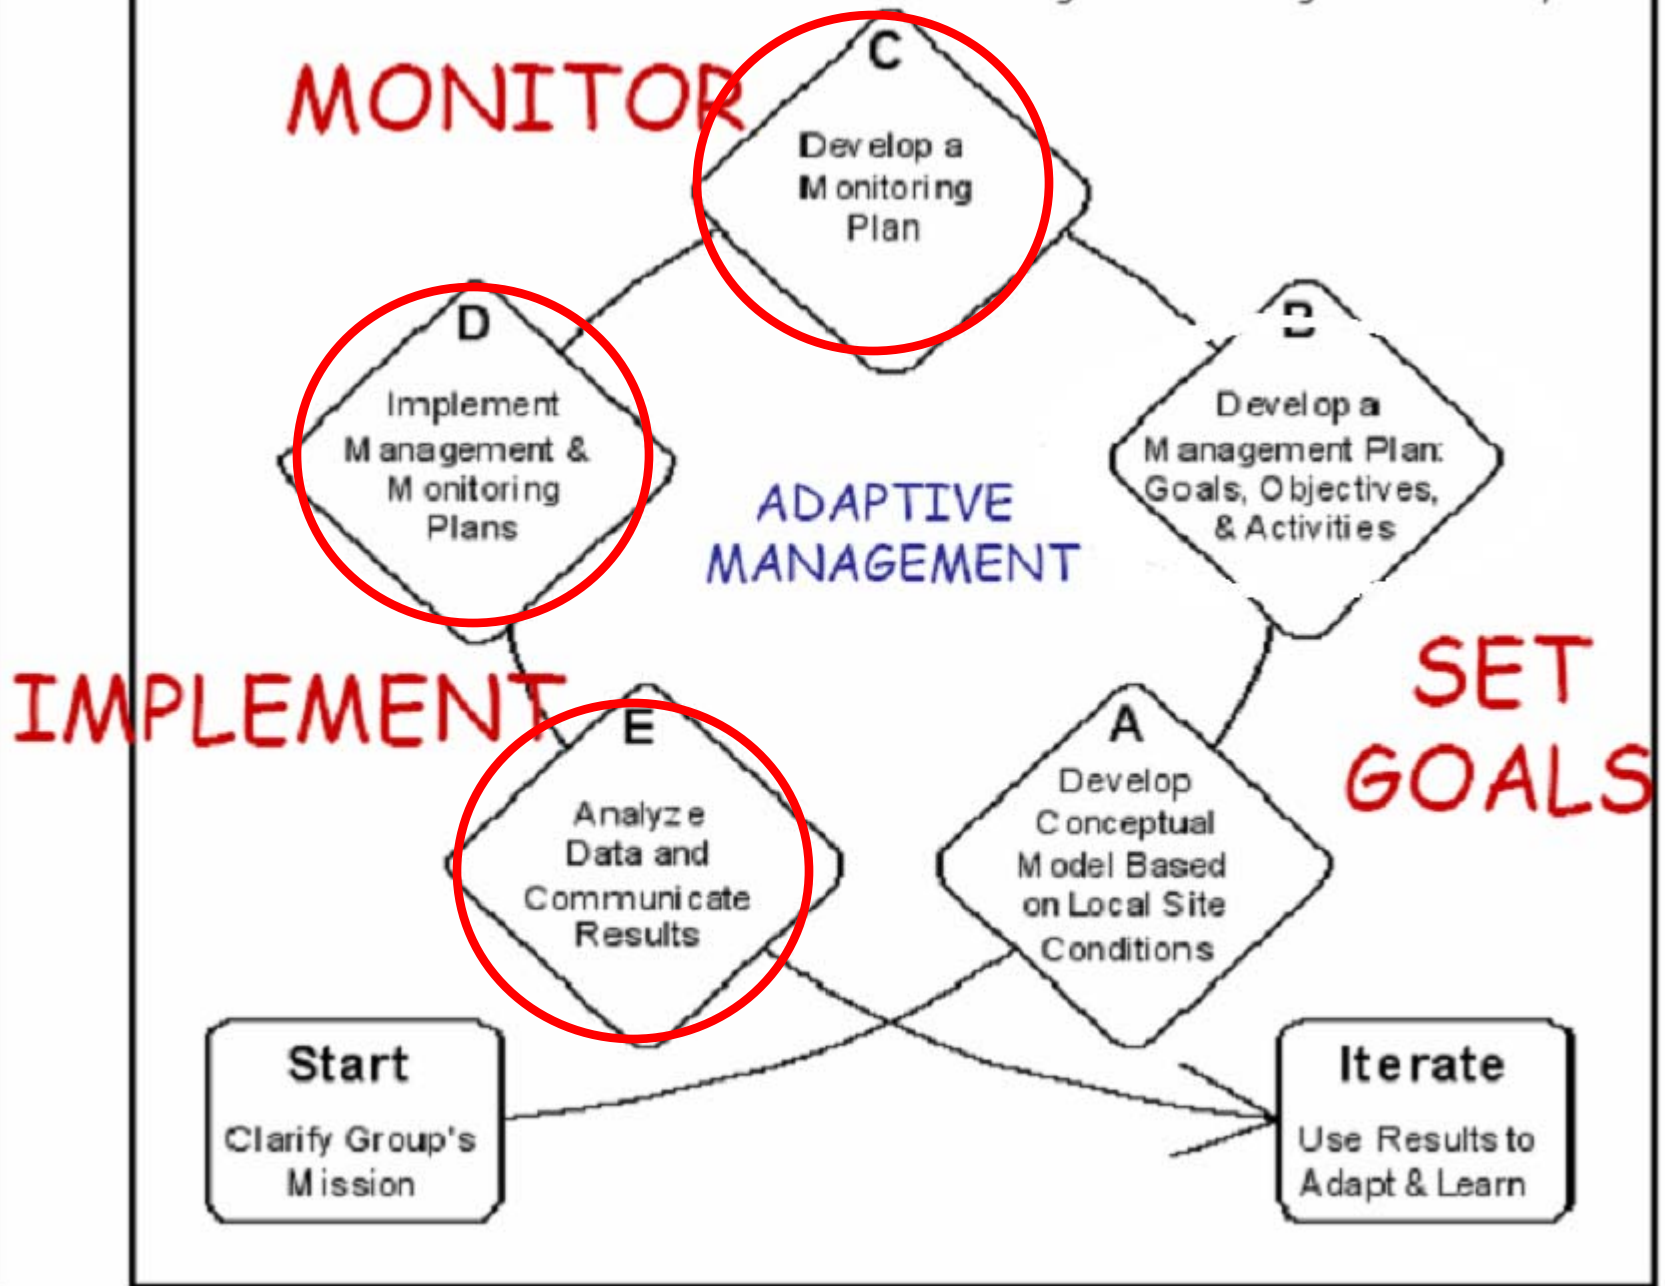 MONITOR
C
Develop a
Monitoring
Plan
D
Implement
Management &
Monitoring
Plans
B
Develop a
Management Plan:
Goals, Objectives,
& Activities
ADAPTIVE
MANAGEMENT
IMPLEMENT
SET
GOALS
E
Analyze
Data and
Communicate
Results
A
Develop
Conceptual
Model Based
on Local Site
Conditions
Start
Clarify Group's
Mission
Iterate
Use Results to
Adapt & Learn